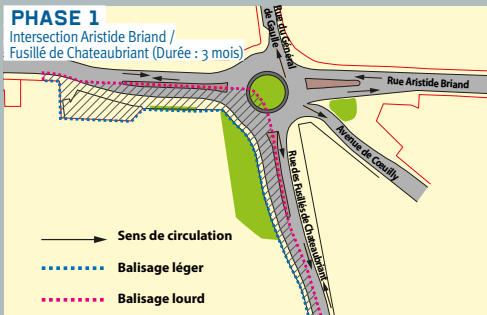 PHASE 1
Intersection Aristide Briand /
Fusillé de Chateaubriant (Durée : 3 mois)
Rue du Général
de Gaulle
Rue Aristide Briand
Avenue de Cœuilly
Rue des Fusillés de Chateaubriant
Sens de circulation
Balisage léger
Balisage lourd